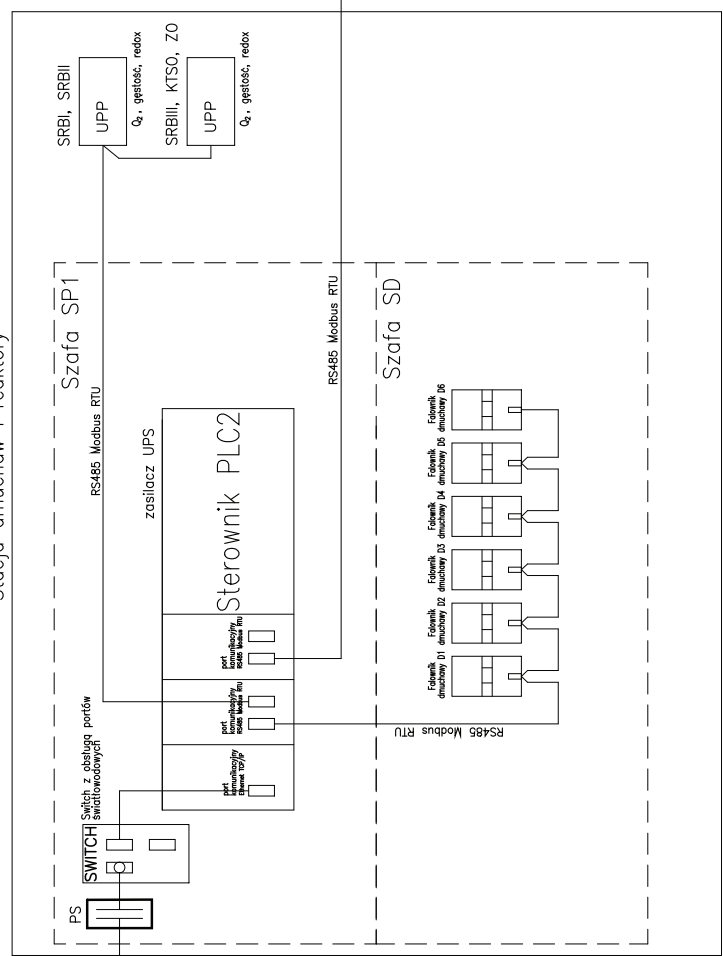 Stacja dmuchaw i reaktory
SRBI, SRBII
UPP
O₂, gęstość, redox
SRBIII, KTSO, ZO
UPP
O₂, gęstość, redox
Szafa SP1
RS485 Modbus RTU
RS485 Modbus RTU
zasilacz UPS
Sterownik PLC2
port
komunikacyjny
RS485 Modbus RTU
port
komunikacyjny
RS485 Modbus RTU
port
komunikacyjny
Ethernet TCP/IP
Switch z obsługą portów
światłowodowych
SWITCH
PS
Szafa SD
RS485 Modbus RTU
Falownik
dmuchawy D1
Falownik
dmuchawy D2
Falownik
dmuchawy D3
Falownik
dmuchawy D4
Falownik
dmuchawy D5
Falownik
dmuchawy D6